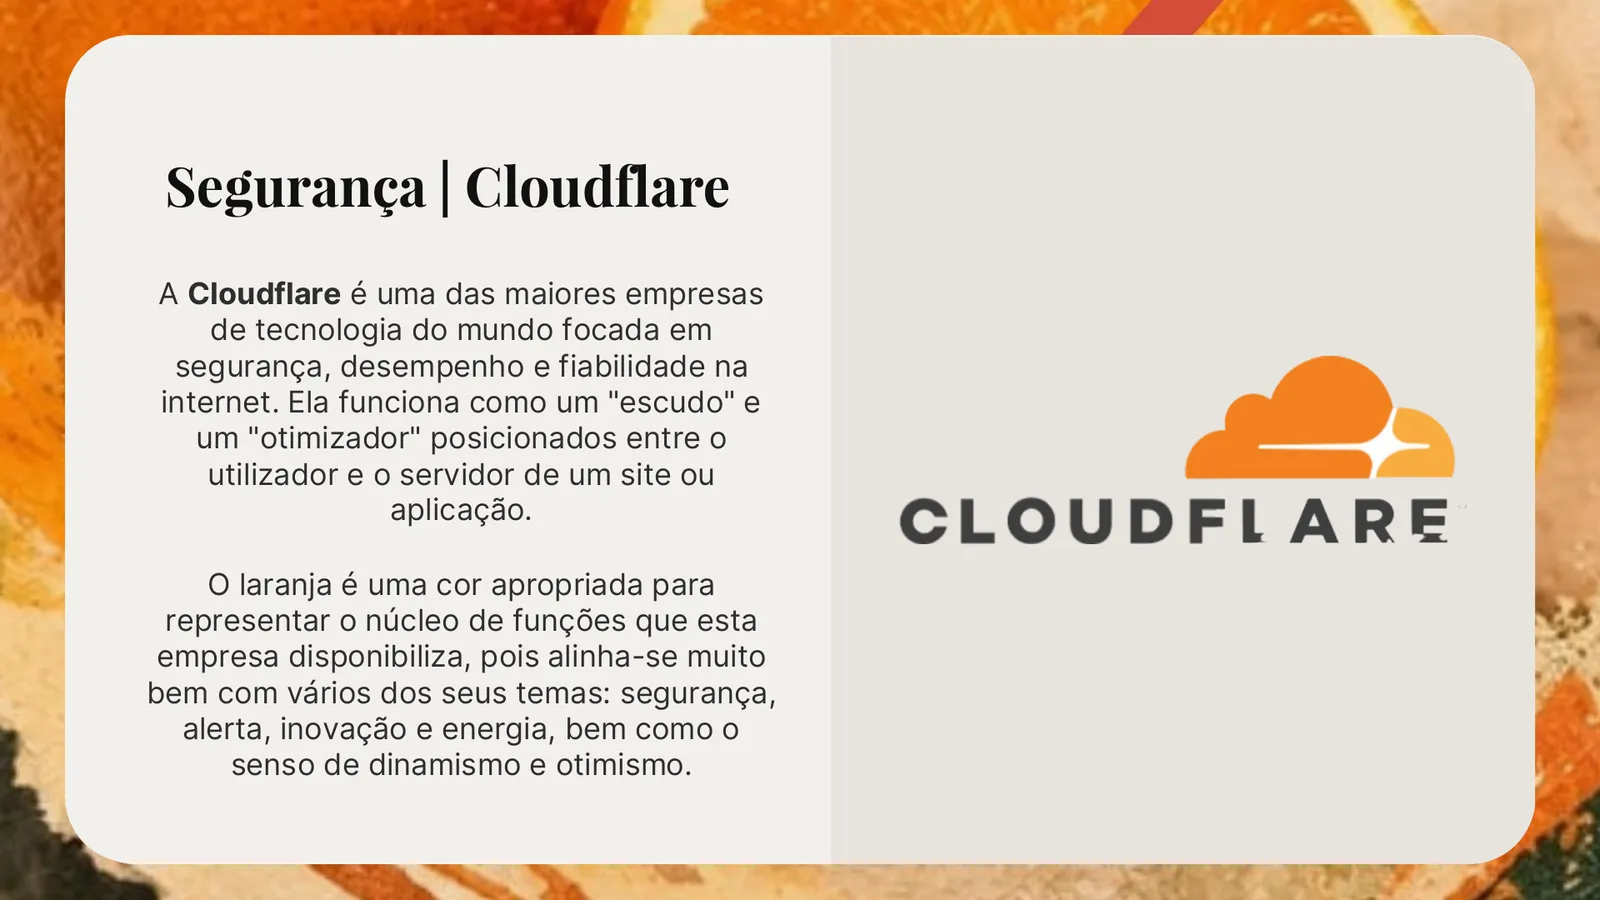 Segurança | Cloudflare
A Cloudflare é uma das maiores empresas
de tecnologia do mundo focada em
segurança, desempenho e fiabilidade na
internet. Ela funciona como um "escudo" e
um "otimizador" posicionados entre o
utilizador e o servidor de um site ou
aplicação.
O laranja é uma cor apropriada para
representar o núcleo de funções que esta
empresa disponibiliza, pois alinha-se muito
bem com vários dos seus temas: segurança,
alerta, inovação e energia, bem como o
senso de dinamismo e otimismo.
CLOUDFLARE